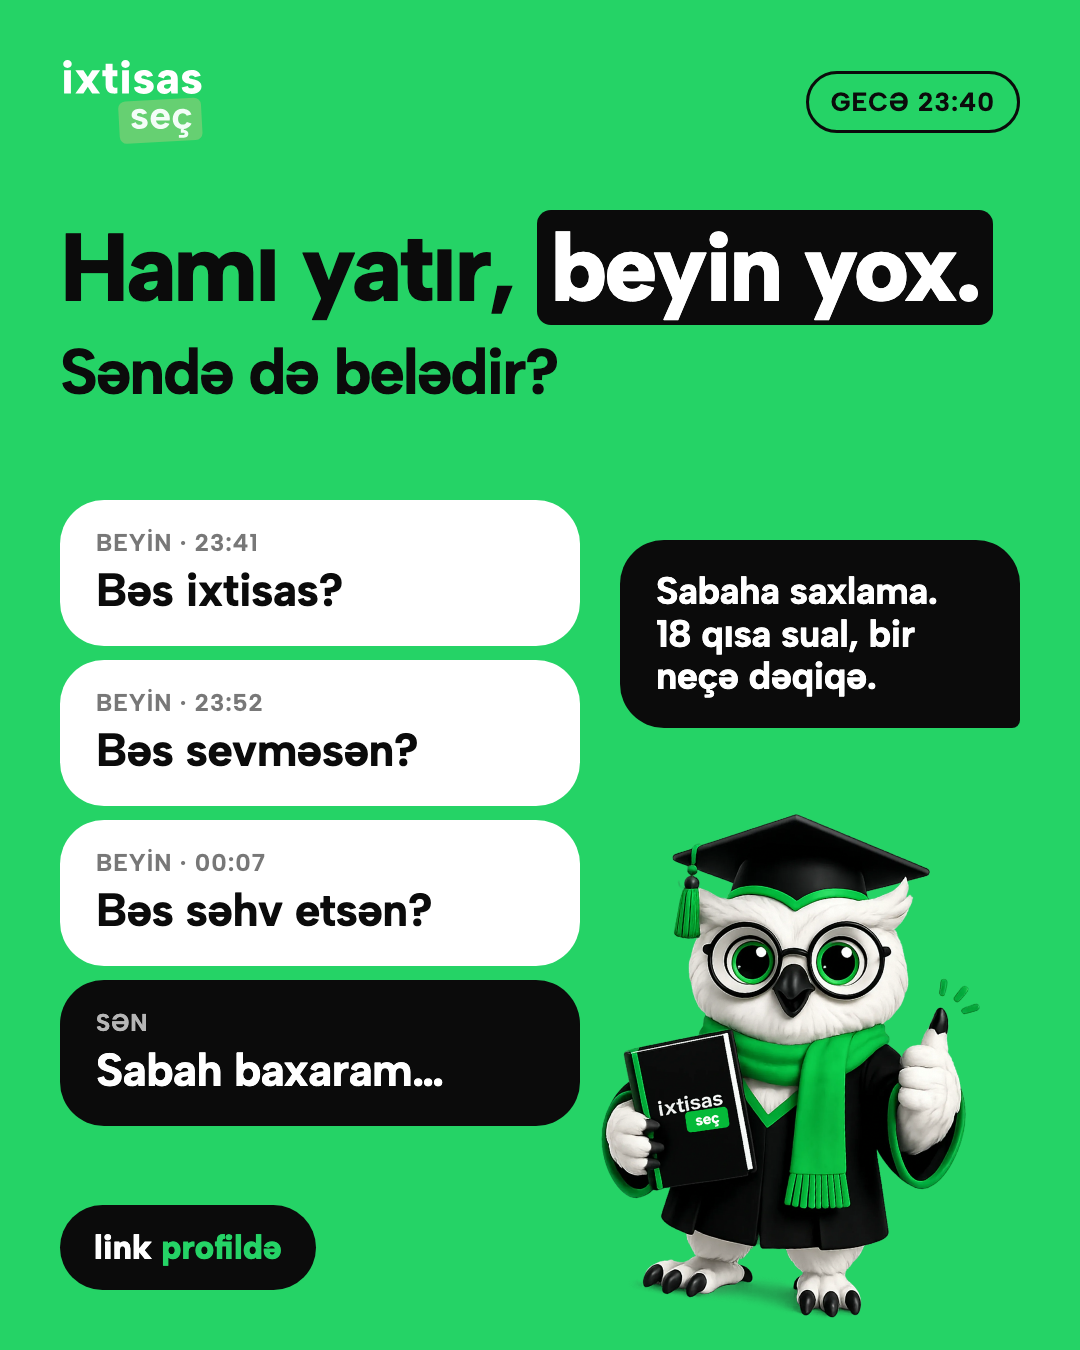 ixtisas
seç
GECƏ 23:40
Hamı yatır, beyin yox.
Səndə də belədir?
BEYİN · 23:41
Bəs ixtisas?
BEYİN · 23:52
Bəs sevməsən?
BEYİN · 00:07
Bəs səhv etsən?
SƏN
Sabah baxaram...
Sabaha saxlama.
18 qısa sual, bir
neçə dəqiqə.
ixtisas
seç
link profildə